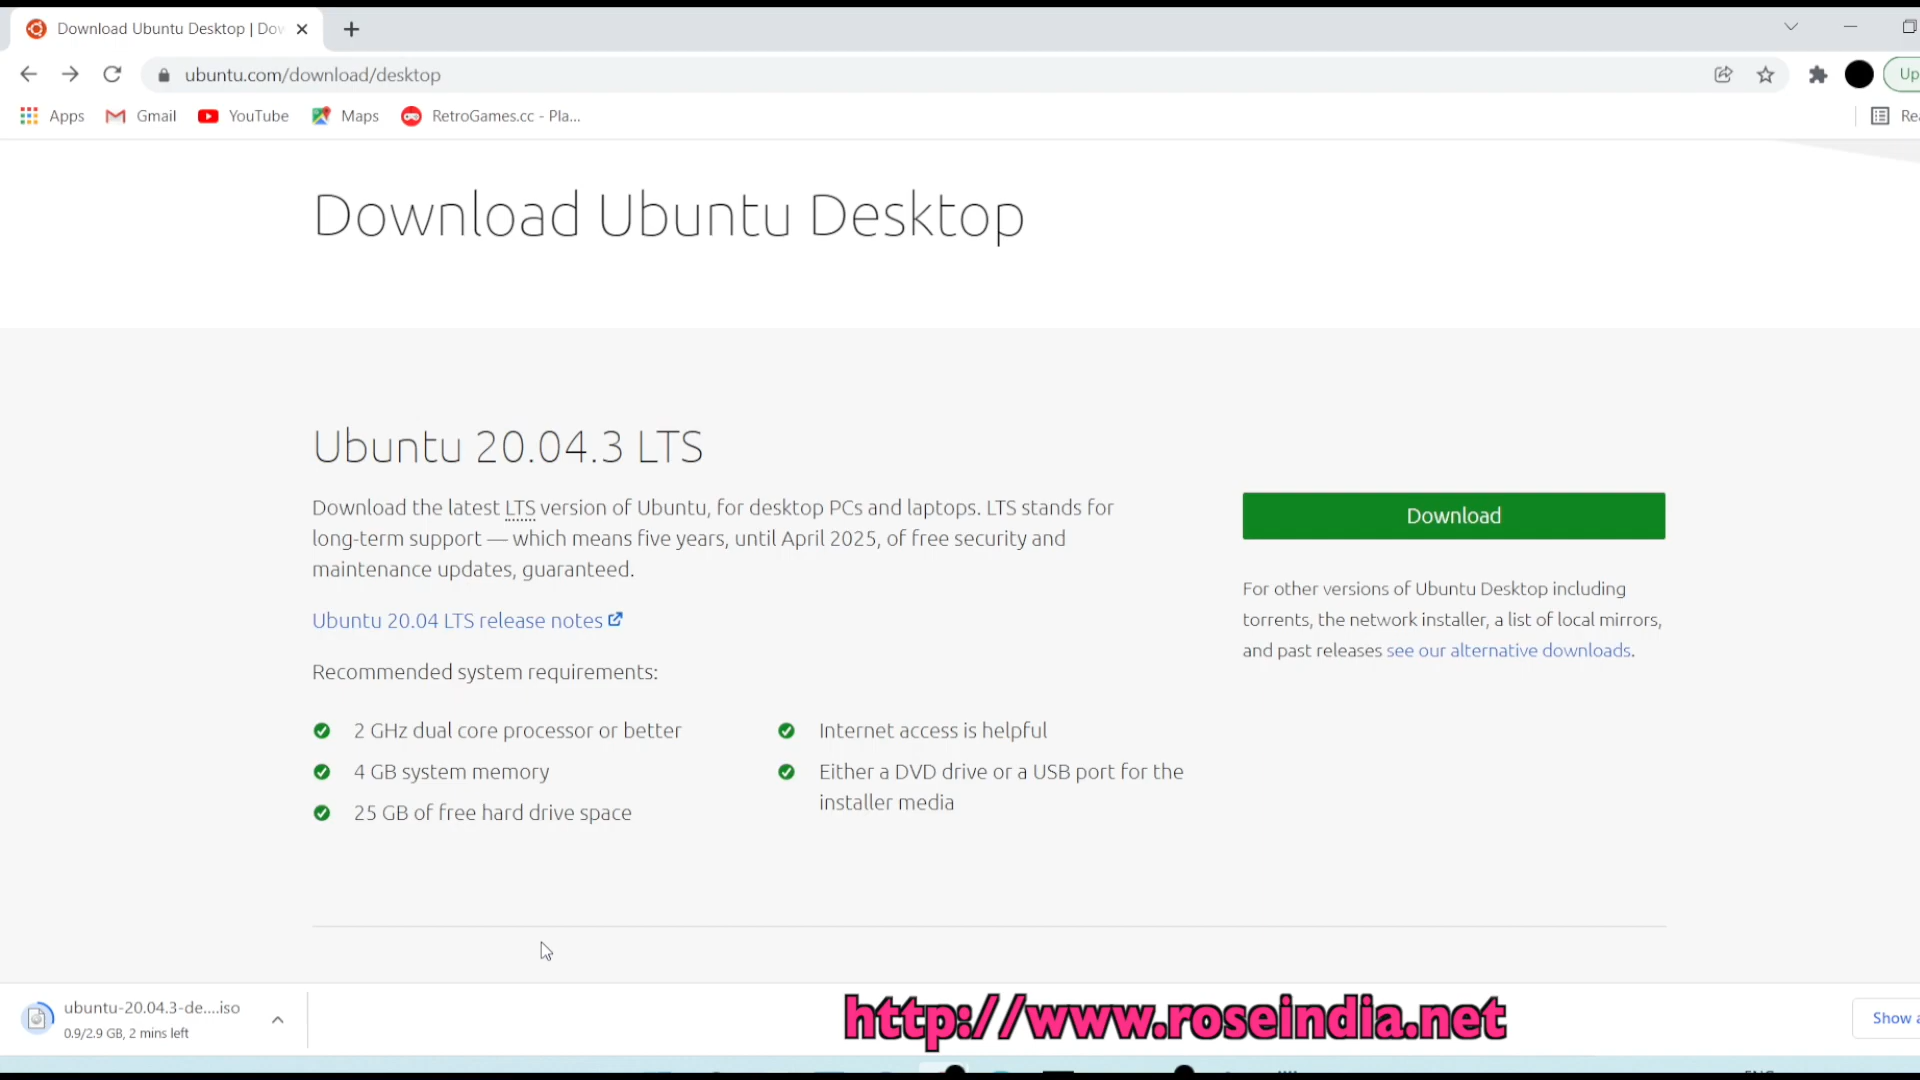 Download Ubuntu Desktop | Dow
ubuntu.com/download/desktop
Up
Apps
Gmail
YouTube
Maps
RetroGames.cc - Pla...
Rea
Download Ubuntu Desktop
Ubuntu 20.04.3 LTS
Download the latest LTS version of Ubuntu, for desktop PCs and laptops. LTS stands for
long-term support — which means five years, until April 2025, of free security and
maintenance updates, guaranteed.
Ubuntu 20.04 LTS release notes
Recommended system requirements:
2 GHz dual core processor or better
4 GB system memory
25 GB of free hard drive space
Internet access is helpful
Either a DVD drive or a USB port for the
installer media
Download
For other versions of Ubuntu Desktop including
torrents, the network installer, a list of local mirrors,
and past releases see our alternative downloads.
ubuntu-20.04.3-de....iso
0.9/2.9 GB, 2 mins left
http://www.roseindia.net
Show a